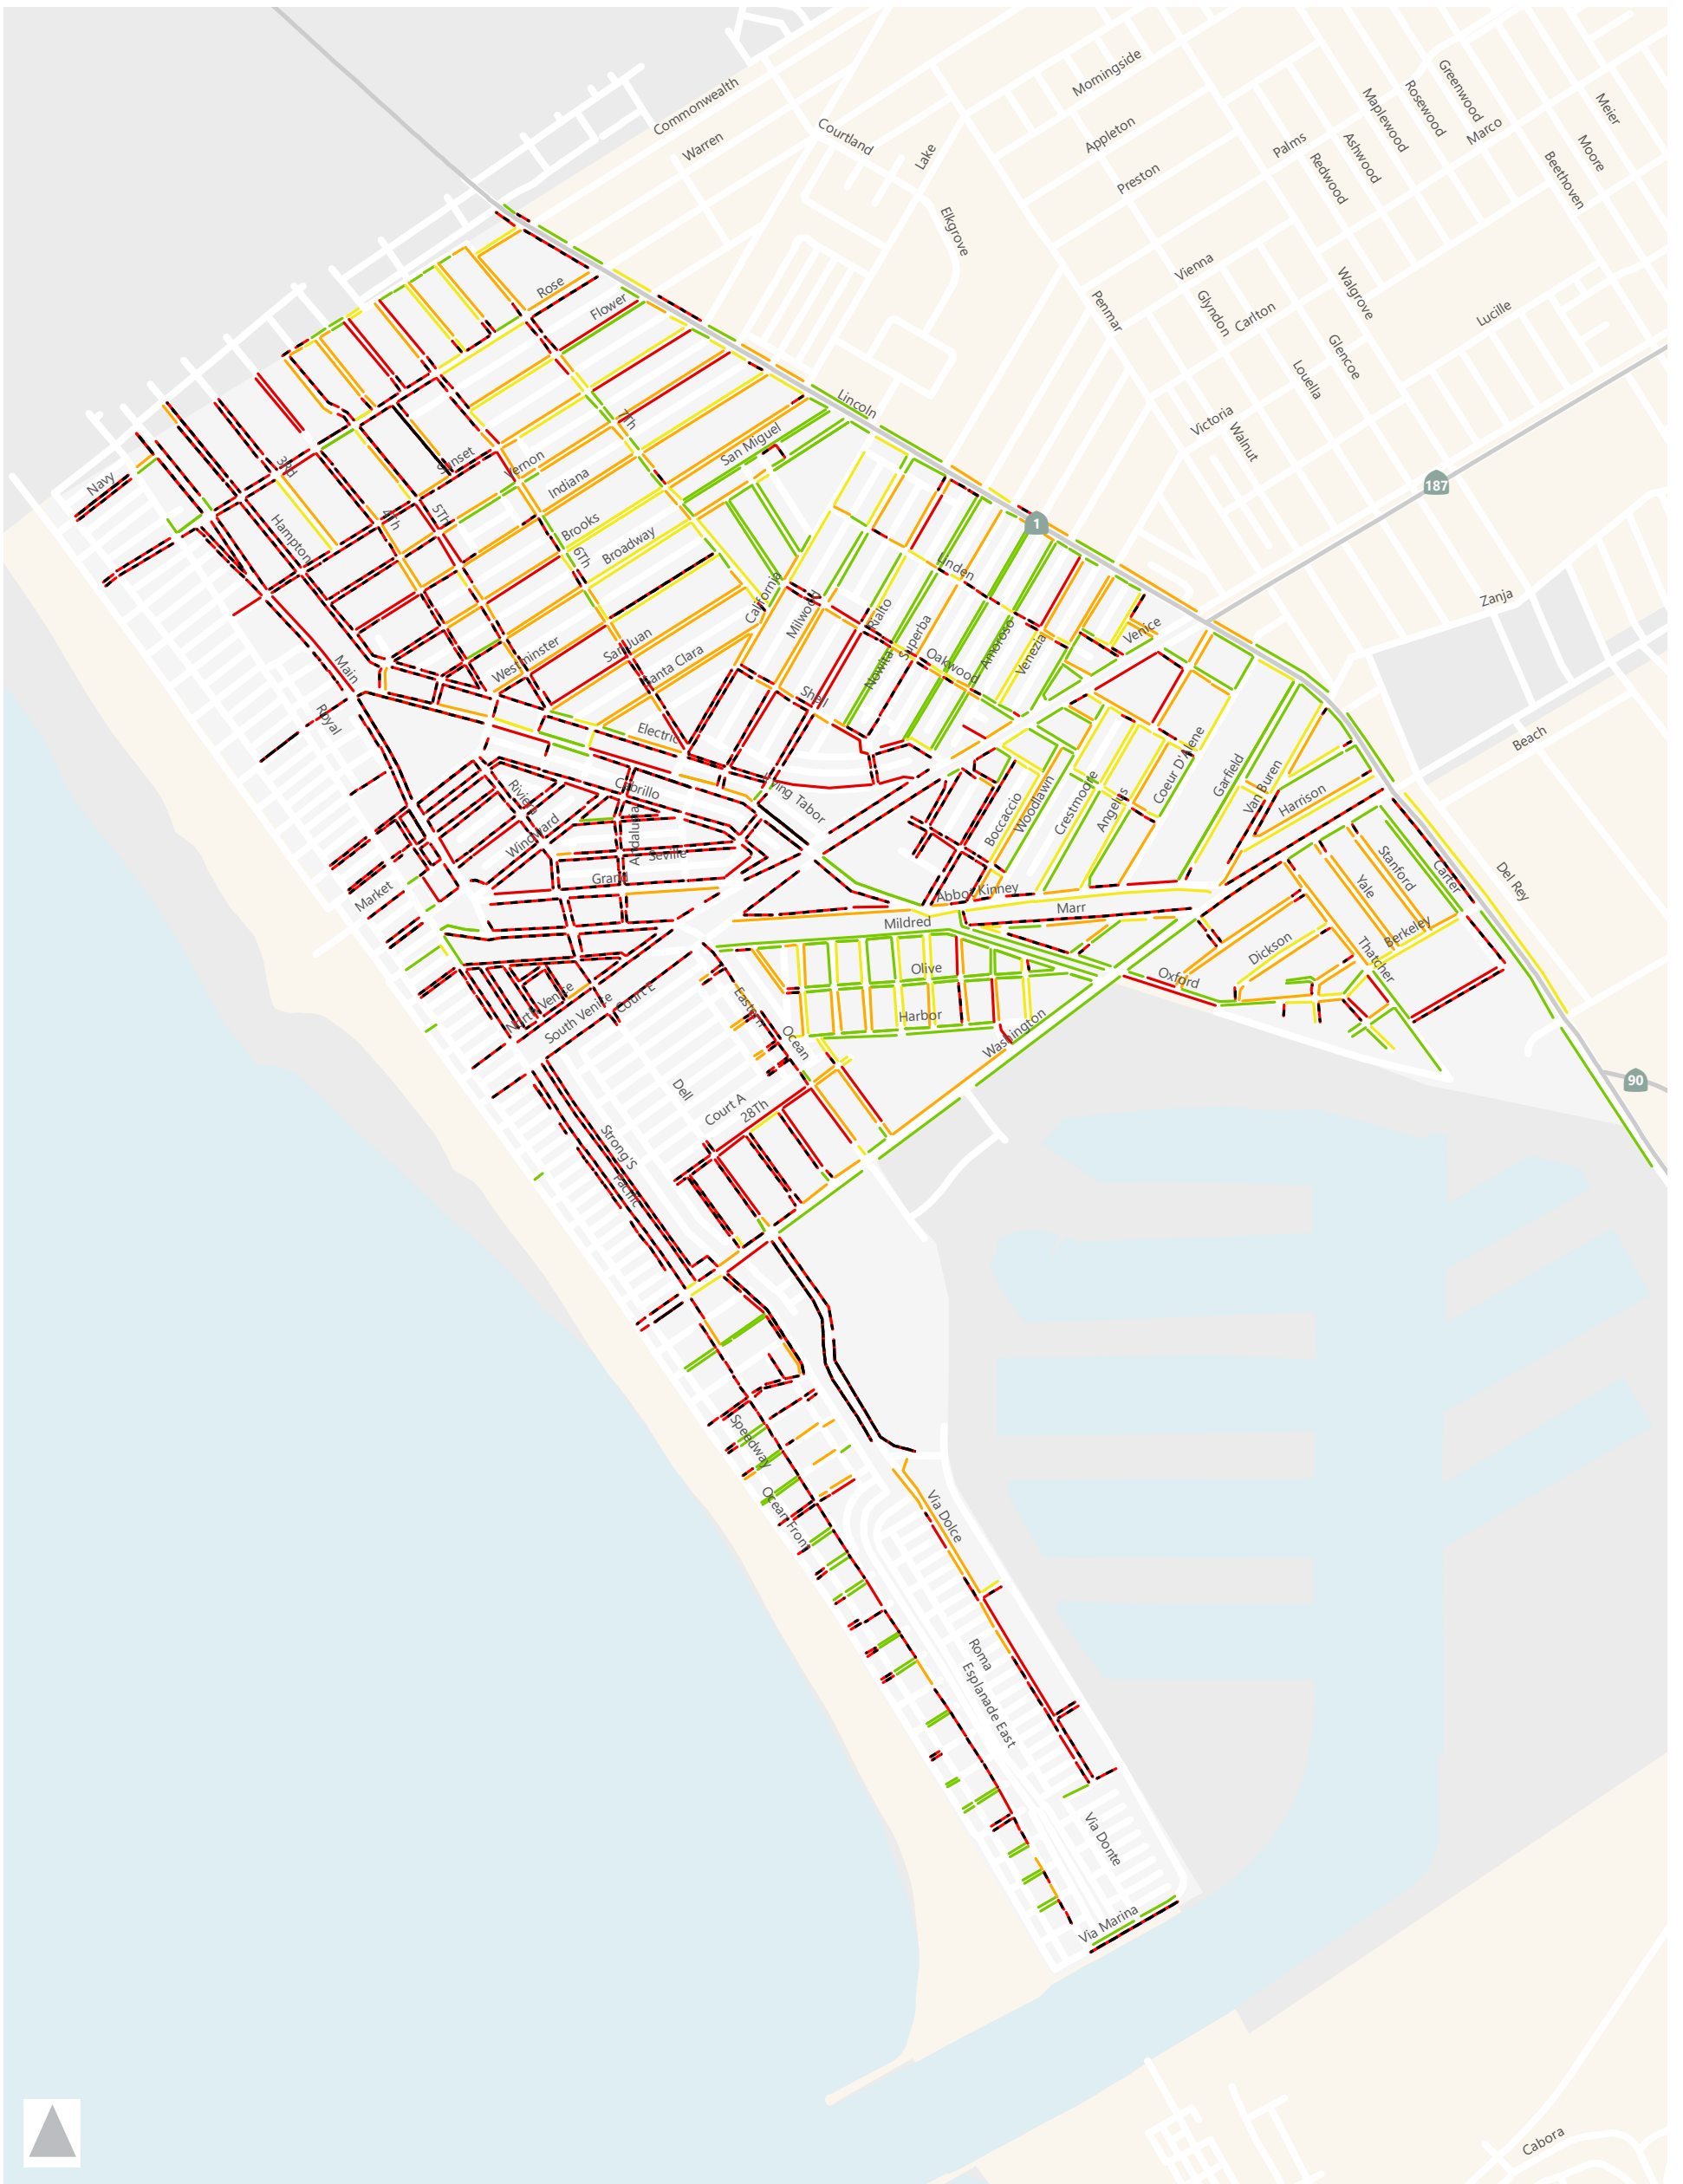 Commonwealth
Warren
Courtland
Lake
Elkgrove
Morningside
Appleton
Preston
Palms
Redwood
Ashwood
Maplewood
Rosewood
Greenwood
Marco
Meier
Moore
Beethoven
Vienna
Glyndon
Carlton
Walgrove
Glencoe
Louella
Lucille
Penmar
Victoria
Walnut
187
1
Zanja
Beach
Del Rey
90
Rose
Flower
Lincoln
7Th
San Miguel
Navy
3Rd
Sunset
Vernon
Indiana
Hampton
4Th
5Th
Brooks
Broadway
6Th
California
Milwood
Rialto
Linden
Superba
Nowita
Oakwood
Amoroso
Venezia
Venice
Main
Royal
Westminster
San Juan
Santa Clara
Shell
Electric
Irving Tabor
Cabrillo
Riviera
Windward
Andalusia
Seville
Grand
Market
Boccaccio
Woodlawn
Crestmoore
Angelus
Coeur D'Alene
Garfield
Van Buren
Harrison
Abbot Kinney
Marr
Mildred
Olive
Harbor
Washington
Stanford
Yale
Carter
Berkeley
Thatcher
Dickson
Oxford
North Venice
South Venice
Court E
Eastern
Ocean
Dell
Court A
28Th
Strong'S
Pacific
Speedway
Ocean Front
Via Dolce
Roma
Esplanade East
Via Donte
Via Marina
Cabora